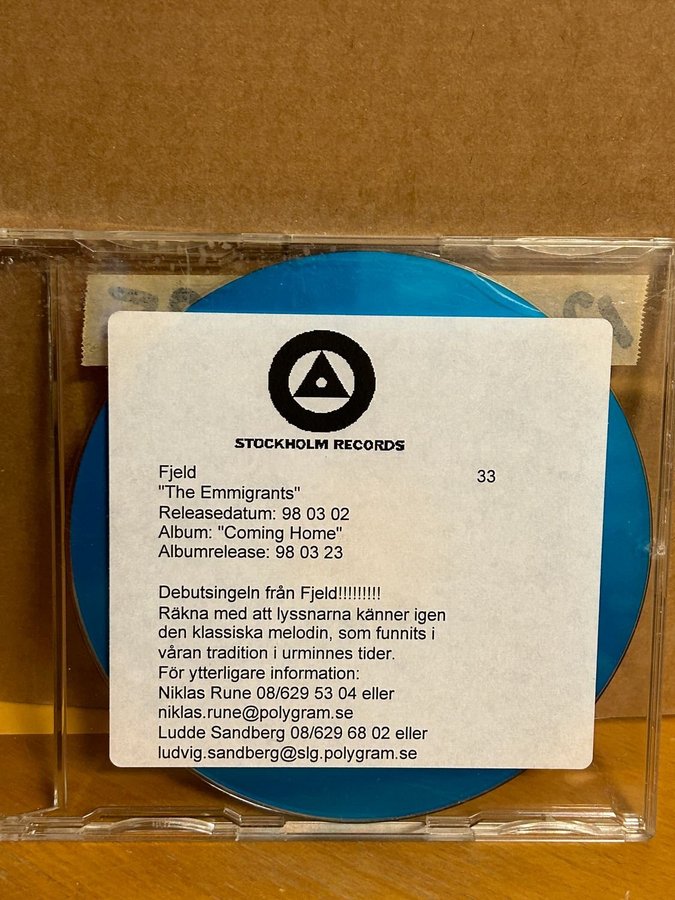 STOCKHOLM RECORDS
Fjeld 33
"The Emmigrants"
Releasedatum: 98 03 02
Album: "Coming Home"
Albumrelease: 98 03 23
Debutsingeln från Fjeld!!!!!!!!!
Räkna med att lyssnarna känner igen
den klassiska melodin, som funnits i
våran tradition i urminnes tider.
För ytterligare information:
Niklas Rune 08/629 53 04 eller
niklas.rune@polygram.se
Ludde Sandberg 08/629 68 02 eller
ludvig.sandberg@slg.polygram.se